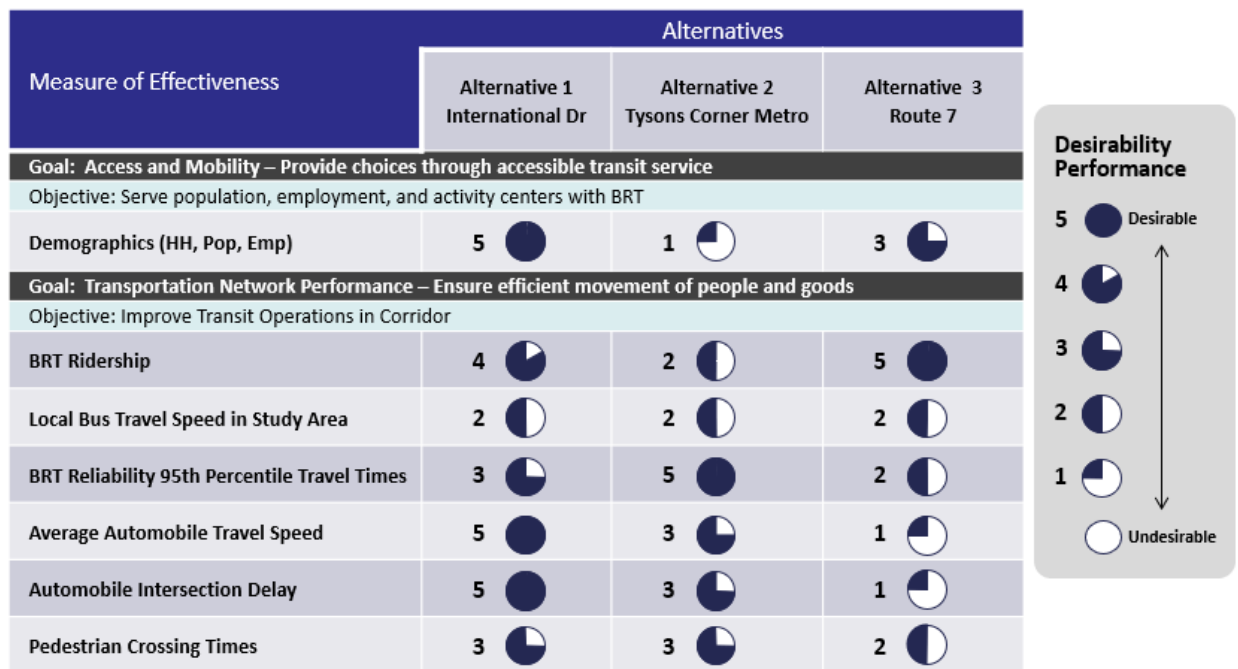 Alternatives
Measure of Effectiveness
Alternative 1
International Dr
Alternative 2
Tysons Corner Metro
Alternative 3
Route 7
Goal: Access and Mobility – Provide choices through accessible transit service
Objective: Serve population, employment, and activity centers with BRT
Demographics (HH, Pop, Emp) 5 1 3
Goal: Transportation Network Performance – Ensure efficient movement of people and goods
Objective: Improve Transit Operations in Corridor
BRT Ridership 4 2 5
Local Bus Travel Speed in Study Area 2 2 2
BRT Reliability 95th Percentile Travel Times 3 5 2
Average Automobile Travel Speed 5 3 1
Automobile Intersection Delay 5 3 1
Pedestrian Crossing Times 3 3 2
Desirability
Performance
5 Desirable
4
3
2
1
Undesirable